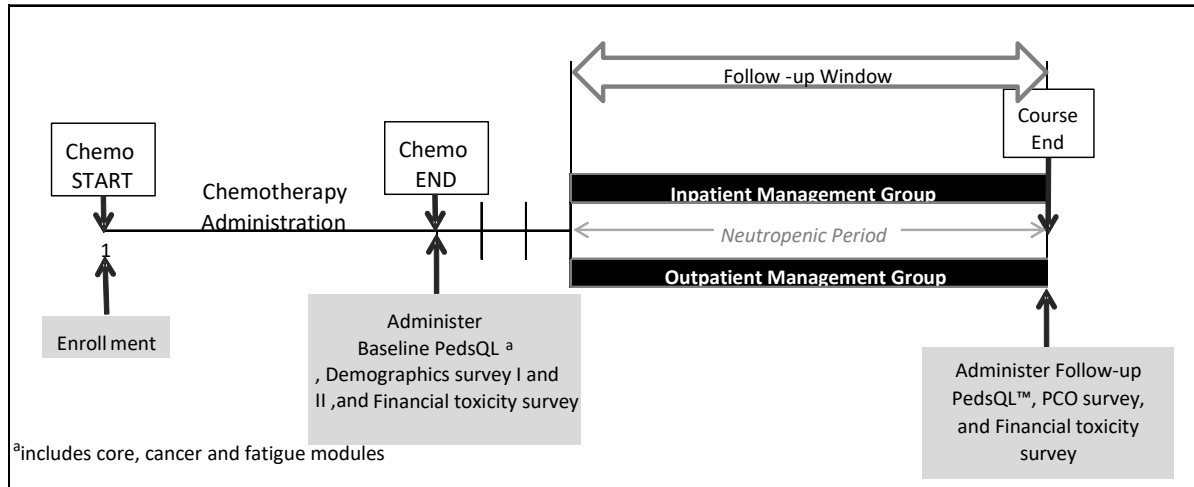 Follow -up Window
Course
End
Chemo
START
Chemo
END
Chemotherapy
Administration
Inpatient Management Group
Neutropenic Period
Outpatient Management Group
1
Enroll ment
Administer
Baseline PedsQL a
, Demographics survey I and
II ,and Financial toxicity survey
Administer Follow-up
PedsQL™, PCO survey,
and Financial toxicity
survey
aincludes core, cancer and fatigue modules